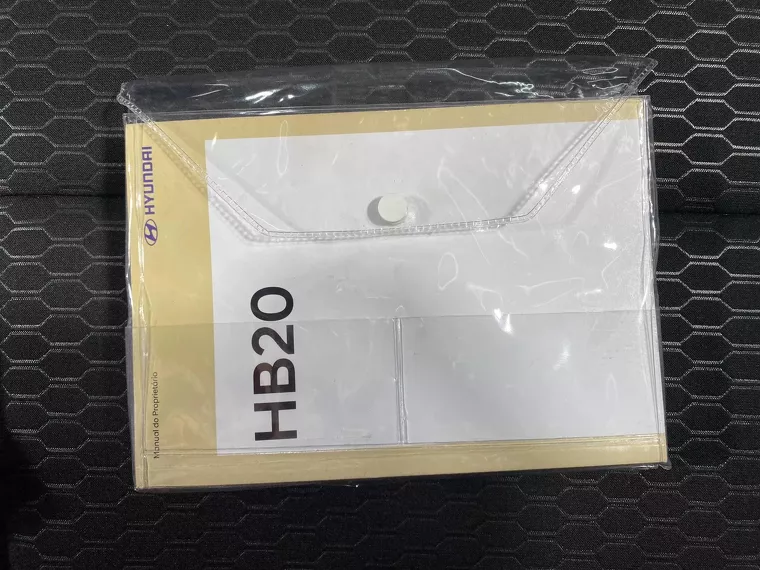 HYUNDAI
HB20
Manual do Proprietário